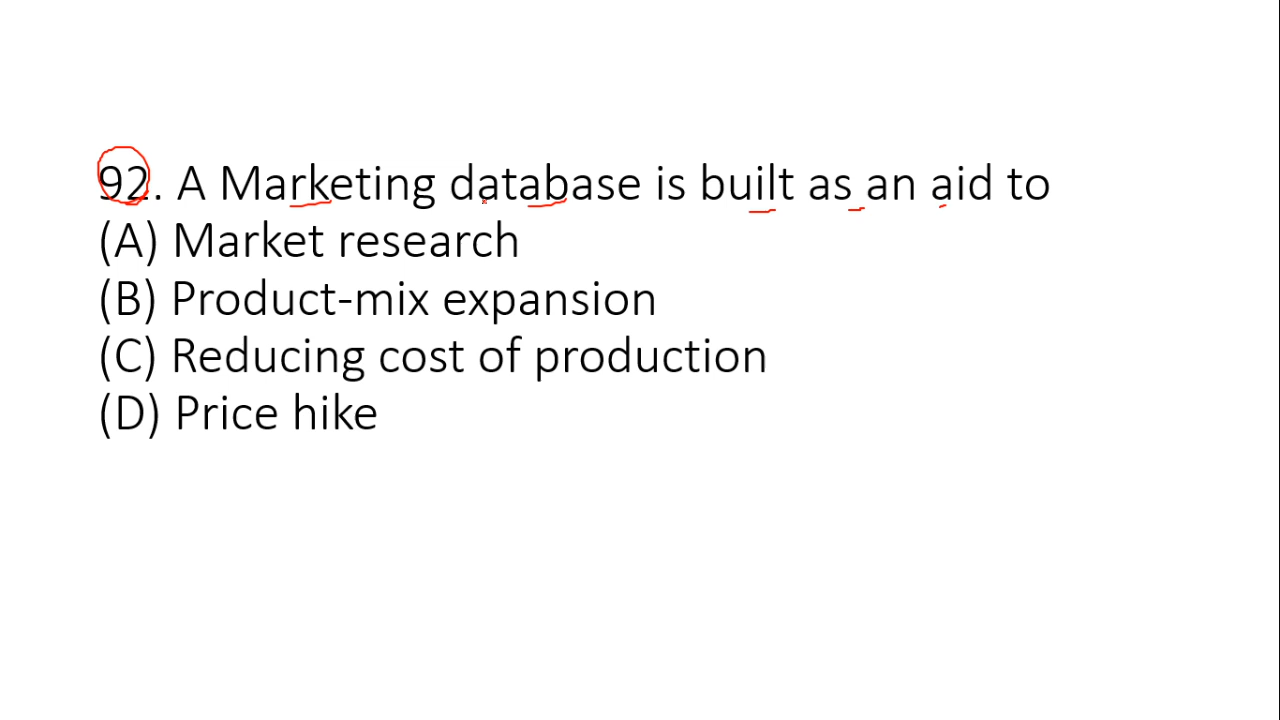 92. A Marketing database is built as an aid to
(A) Market research
(B) Product-mix expansion
(C) Reducing cost of production
(D) Price hike